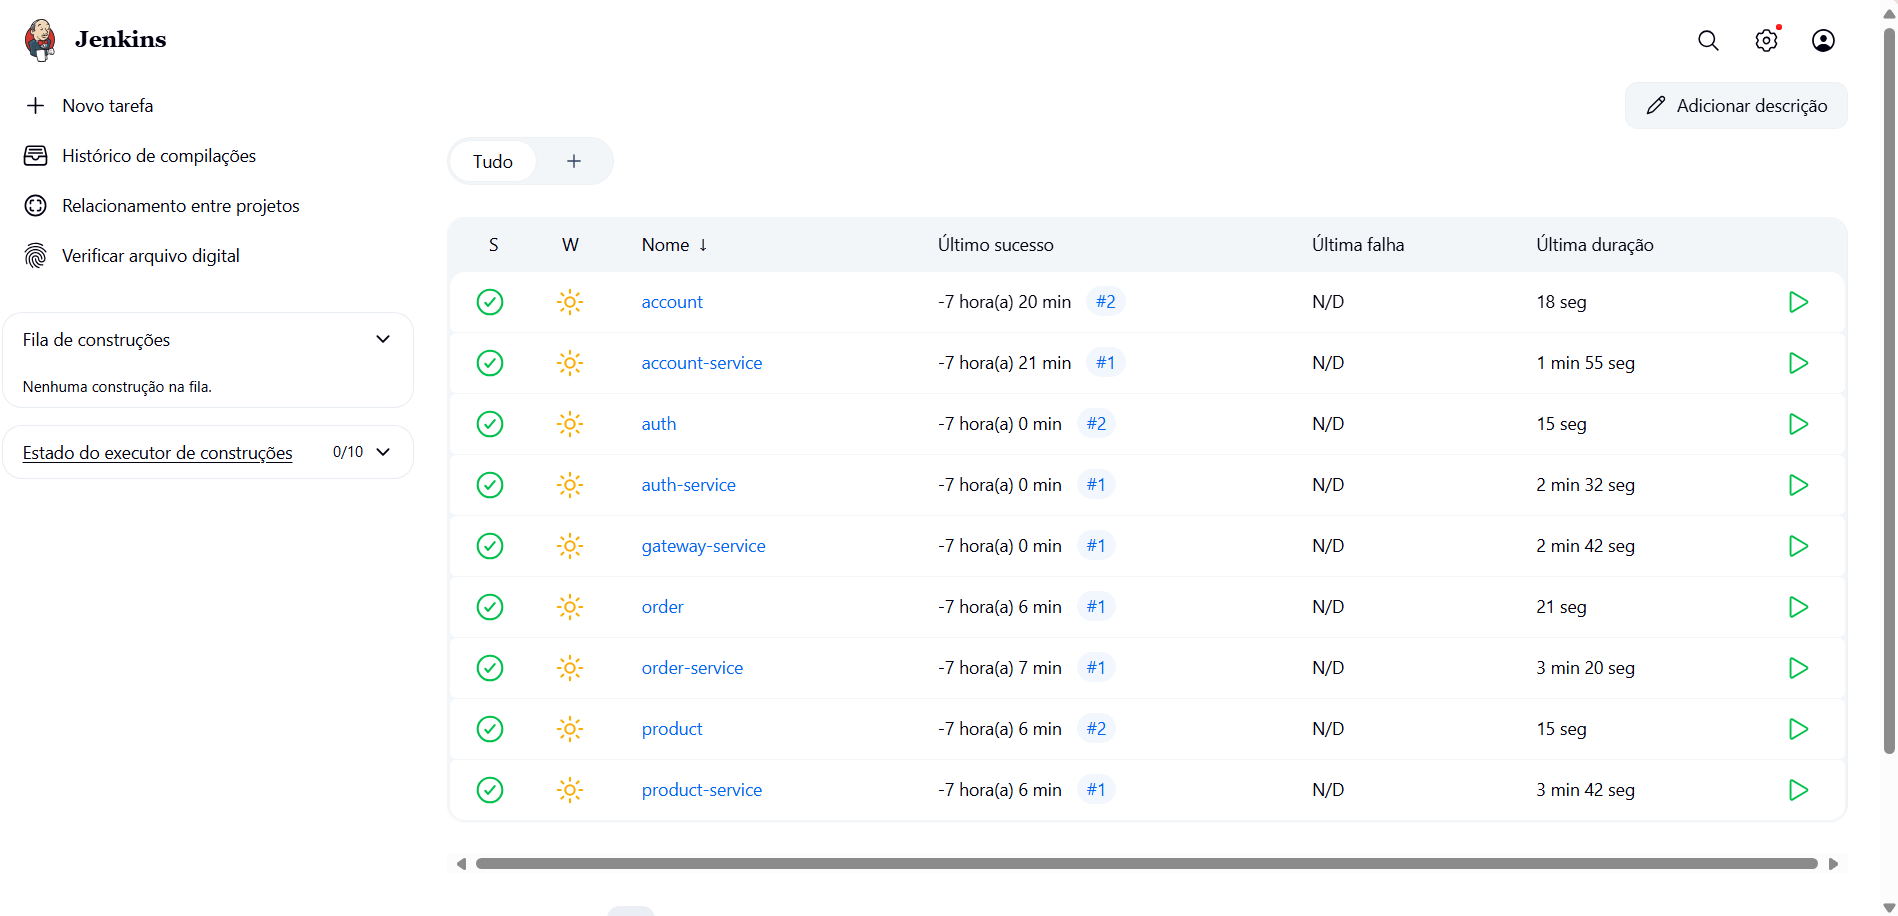 Jenkins
Novo tarefa
Histórico de compilações
Relacionamento entre projetos
Verificar arquivo digital
Fila de construções
Nenhuma construção na fila.
Estado do executor de construções 0/10
Adicionar descrição
Tudo +
S W Nome ↓ Último sucesso Última falha Última duração
account -7 hora(a) 20 min #2 N/D 18 seg
account-service -7 hora(a) 21 min #1 N/D 1 min 55 seg
auth -7 hora(a) 0 min #2 N/D 15 seg
auth-service -7 hora(a) 0 min #1 N/D 2 min 32 seg
gateway-service -7 hora(a) 0 min #1 N/D 2 min 42 seg
order -7 hora(a) 6 min #1 N/D 21 seg
order-service -7 hora(a) 7 min #1 N/D 3 min 20 seg
product -7 hora(a) 6 min #2 N/D 15 seg
product-service -7 hora(a) 6 min #1 N/D 3 min 42 seg